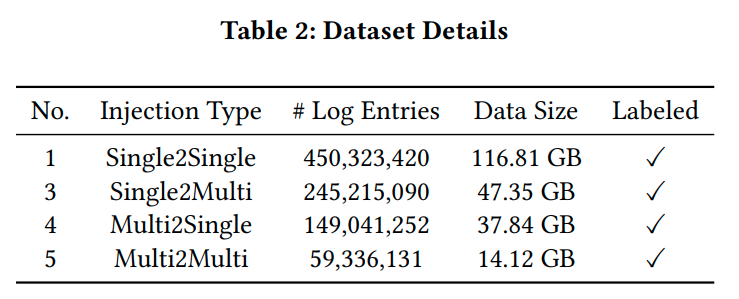 Table 2: Dataset Details
No. Injection Type # Log Entries Data Size Labeled
1 Single2Single 450,323,420 116.81 GB ✓
3 Single2Multi 245,215,090 47.35 GB ✓
4 Multi2Single 149,041,252 37.84 GB ✓
5 Multi2Multi 59,336,131 14.12 GB ✓